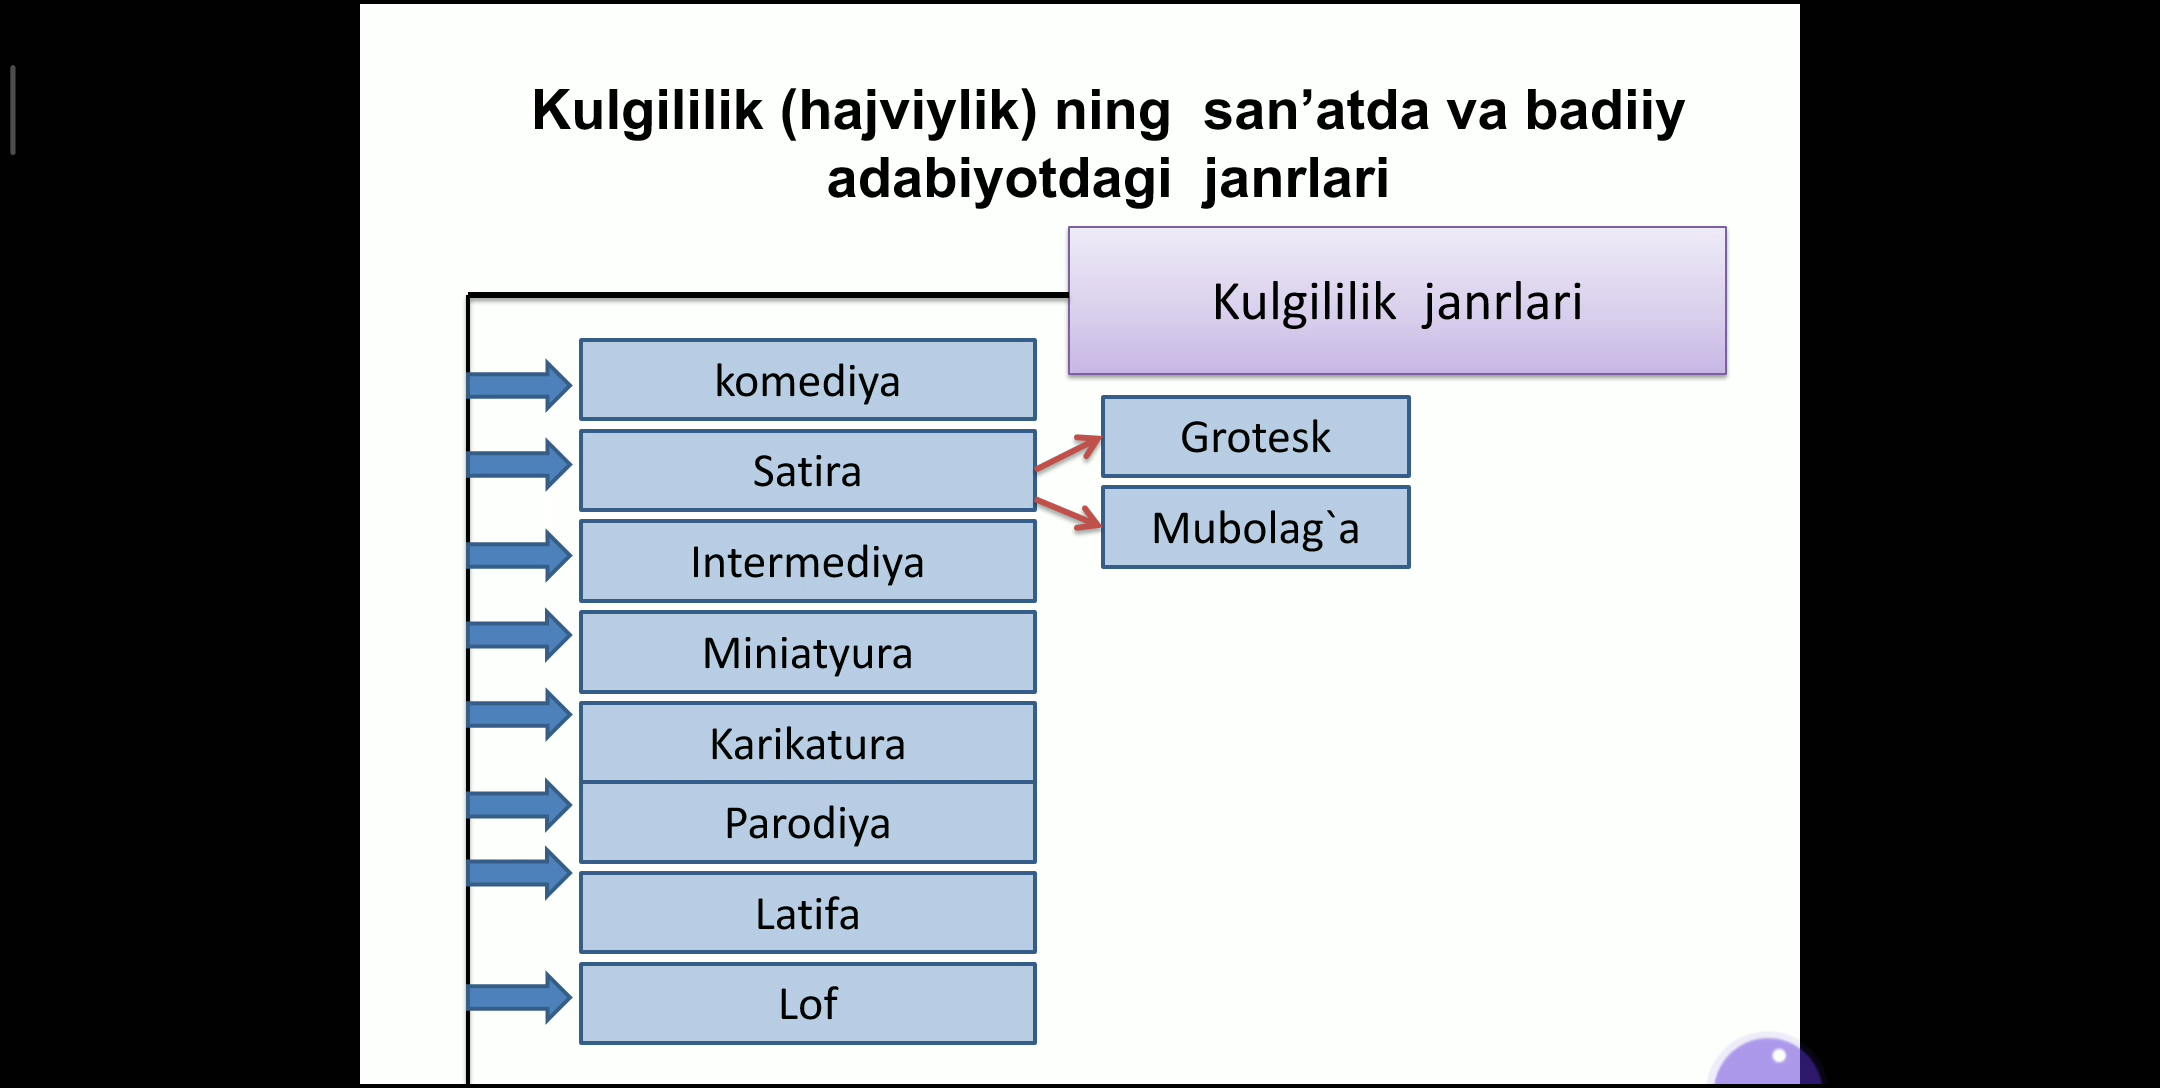 Kulgililik (hajviylik) ning san’atda va badiiy
adabiyotdagi janrlari
Kulgililik janrlari
komediya
Satira
Grotesk
Mubolag`a
Intermediya
Miniatyura
Karikatura
Parodiya
Latifa
Lof